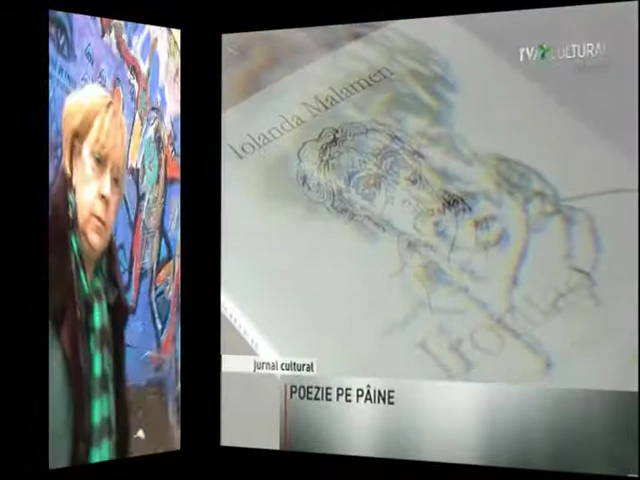 TVR CULTURAL
Iolanda Malamen
Jurnal cultural
POEZIE PE PÂINE